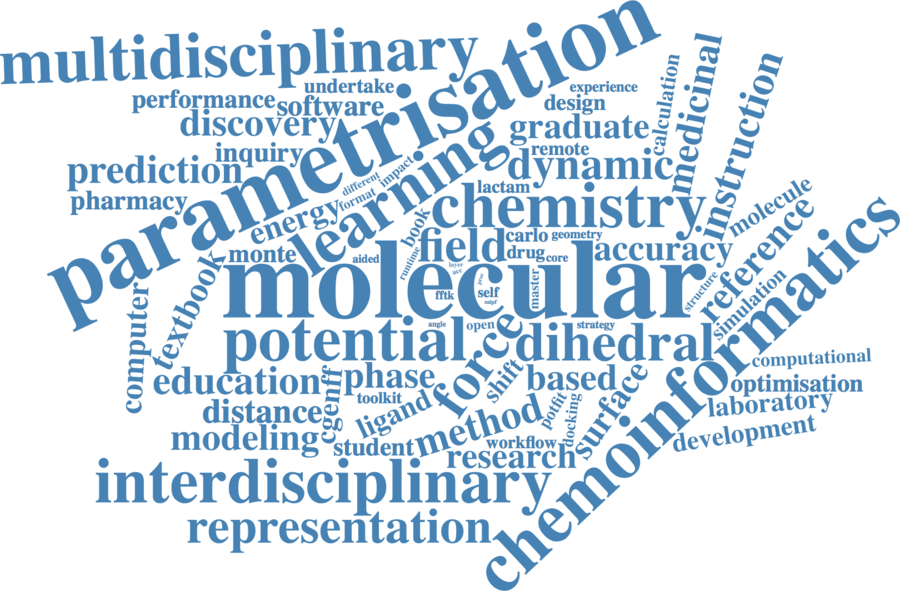 multidisciplinary
parametrisation
undertake
performance
software
discovery
experience
design
calculation
medicinal
instruction
graduate
remote
inquiry
prediction
dynamic
different
impact
format
learning
pharmacy
energy
lactam
chemistry
molecule
reference
book
field
carlo
geometry
monte
aided
runtime
drug
core
accuracy
molecular
layer
acc
master
structure
simulation
chemoinformatics
computer
textbook
fftk
self
mlpf
angle
open
strategy
potential
force
dihedral
computational
education
cgenff
phase
toolkit
shift
based
optimisation
laboratory
distance
ligand
potfit
docking
surface
modeling
student
method
workflow
research
development
interdisciplinary
representation